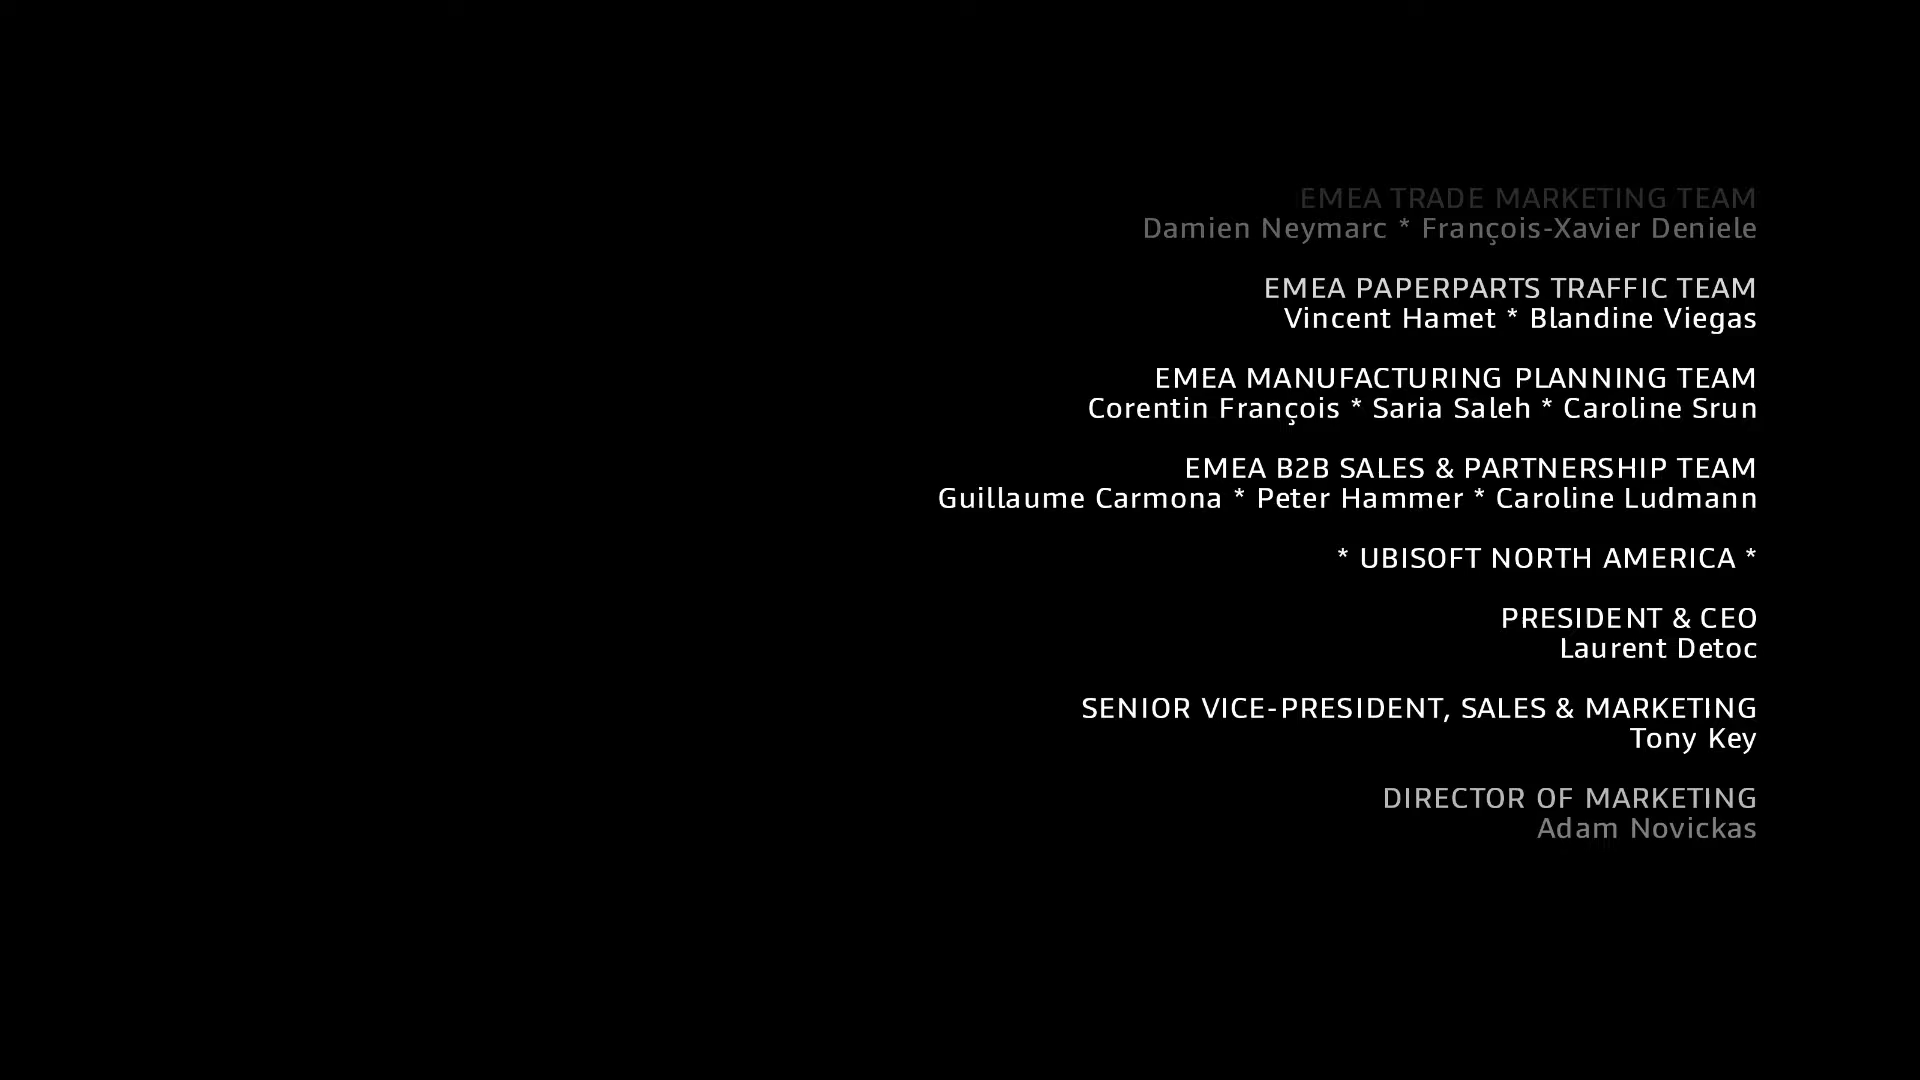 EMEA TRADE MARKETING TEAM
Damien Neymarc * François-Xavier Deniele
EMEA PAPERPARTS TRAFFIC TEAM
Vincent Hamet * Blandine Viegas
EMEA MANUFACTURING PLANNING TEAM
Corentin François * Saria Saleh * Caroline Srun
EMEA B2B SALES & PARTNERSHIP TEAM
Guillaume Carmona * Peter Hammer * Caroline Ludmann
* UBISOFT NORTH AMERICA *
PRESIDENT & CEO
Laurent Detoc
SENIOR VICE-PRESIDENT, SALES & MARKETING
Tony Key
DIRECTOR OF MARKETING
Adam Novickas